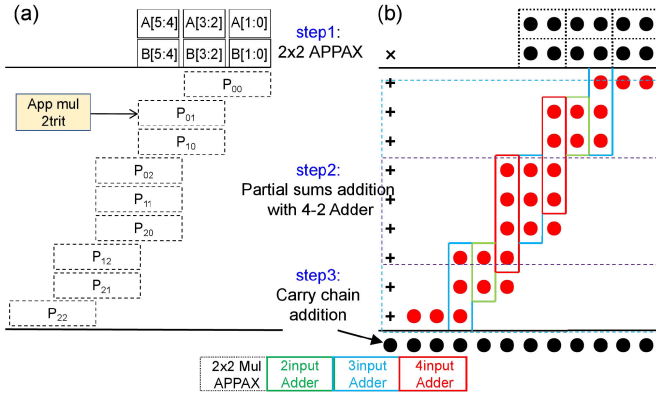 (a)
A[5:4] A[3:2] A[1:0]
B[5:4] B[3:2] B[1:0]
P00
App mul
2trit
P01
P10
P02
P11
P20
P12
P21
P22
step1:
2x2 APPAX
step2:
Partial sums addition
with 4-2 Adder
step3:
Carry chain
addition
(b)
×
+
+
+
+
+
+
+
+
+
2x2 Mul
APPAX
2input
Adder
3input
Adder
4input
Adder